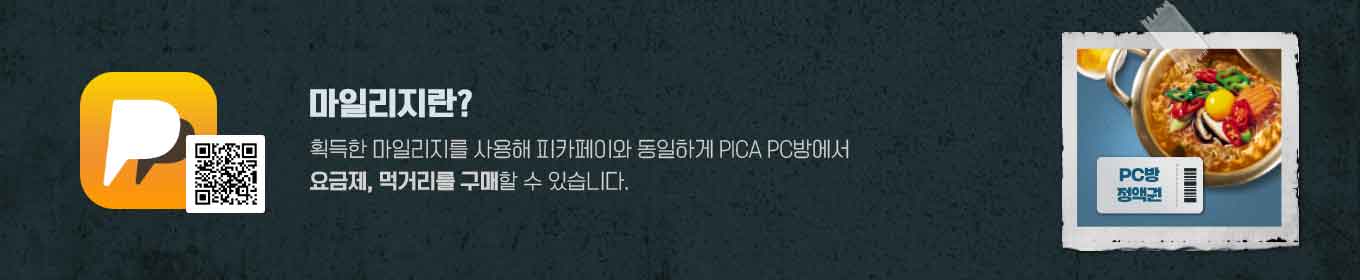 마일리지란?
획득한 마일리지를 사용해 피카페이와 동일하게 PICA PC방에서
요금제, 먹거리를 구매할 수 있습니다.
PC방
정액권